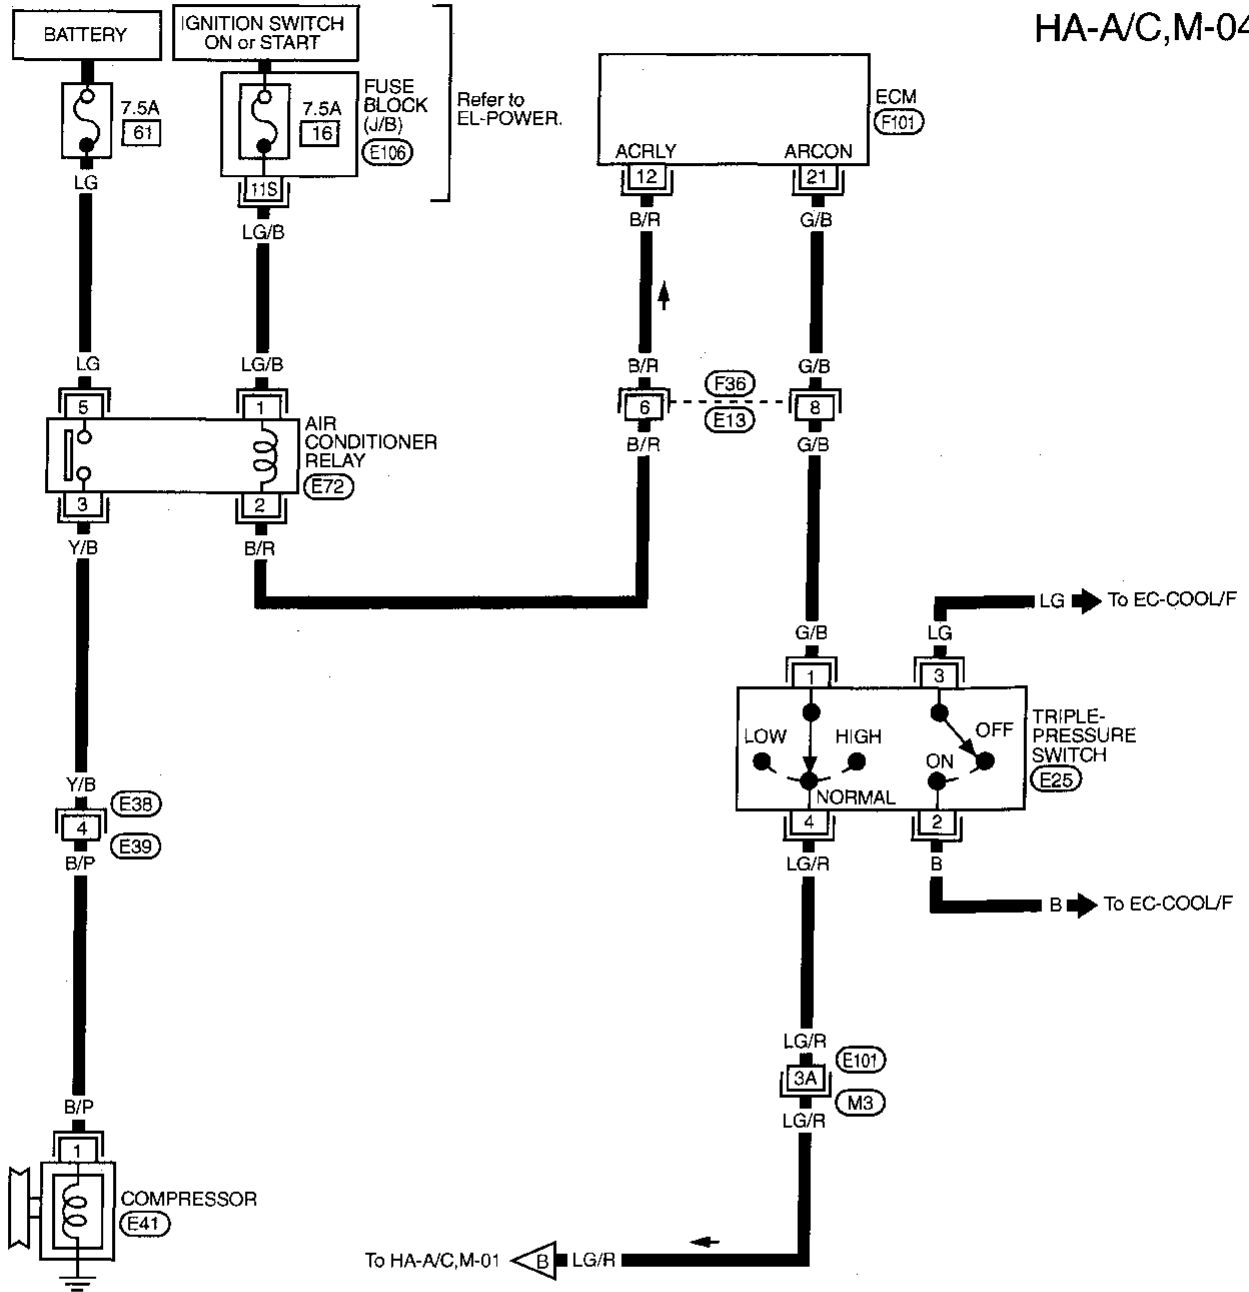 HA-A/C,M-04
BATTERY
IGNITION SWITCH
ON or START
7.5A
61
7.5A
16
FUSE
BLOCK
(J/B)
E106
Refer to
EL-POWER.
ECM
F101
ACRLY
ARCON
12
21
LG
11S
LG/B
B/R
G/B
LG
LG/B
B/R
G/B
5
1
6
F36
E13
8
AIR
CONDITIONER
RELAY
E72
B/R
G/B
3
2
Y/B
B/R
G/B
LG
LG
To EC-COOL/F
1
3
LOW
HIGH
NORMAL
OFF
ON
TRIPLE-
PRESSURE
SWITCH
E25
Y/B
E38
4
E39
B/P
4
2
LG/R
B
B
To EC-COOL/F
LG/R
E101
3A
M3
LG/R
B/P
1
COMPRESSOR
E41
To HA-A/C,M-01
B
LG/R